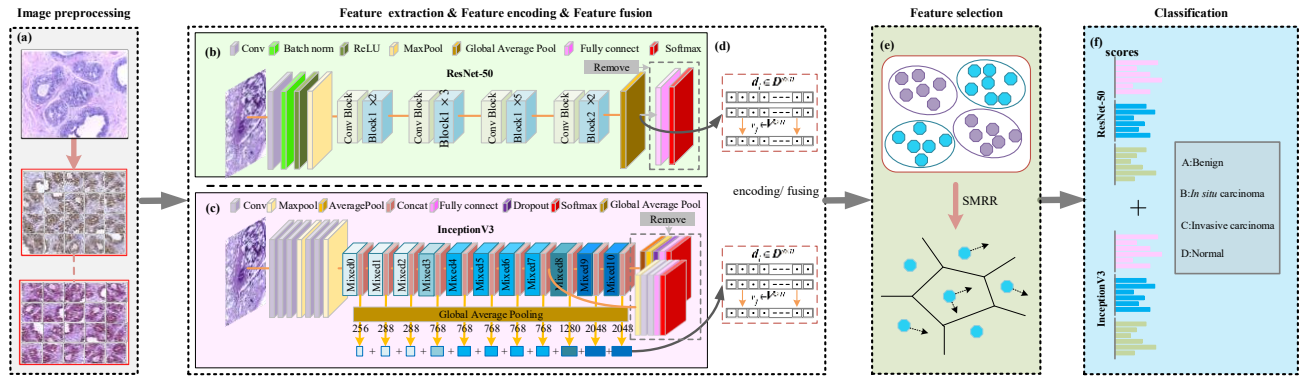 Image preprocessing
Feature extraction & Feature encoding & Feature fusion
Feature selection
Classification
(a)
(b)
Conv Batch norm ReLU MaxPool Global Average Pool Fully connect Softmax
ResNet-50
Remove
Conv Block
Block1 ×2
Conv Block
Block1 × 3
Conv Block
Block1 ×5
Conv Block
Block2 ×2
(c)
Conv Maxpool AveragePool Concat Fully connect Dropout Softmax Global Average Pool
InceptionV3
Remove
Mixed0
Mixed1
Mixed2
Mixed3
Mixed4
Mixed5
Mixed6
Mixed7
Mixed8
Mixed9
Mixed10
Global Average Pooling
256 288 288 768 768 768 768 768 1280 2048 2048
+ + + + + + + + + +
(d)
encoding/ fusing
(e)
SMRR
(f)
scores
ResNet-50
+
InceptionV3
A:Benign
B:In situ carcinoma
C:Invasive carcinoma
D:Normal